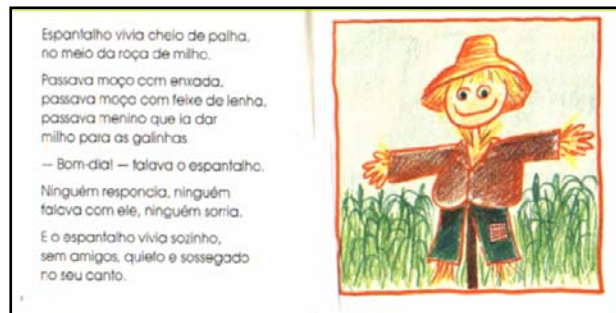 Espantalho vivia cheio de palha,
no meio da roça de milho.
Passava moço com enxada,
passava moça com feixe de lenha,
passava menino que ia dar
milho para as galinhas.
— Bom-dia! — falava o espantalho.
Ninguém respondia, ninguém
falava com ele, ninguém sorria.
E o espantalho vivia sozinho,
sem amigos, quieto e sossegado
no seu canto.